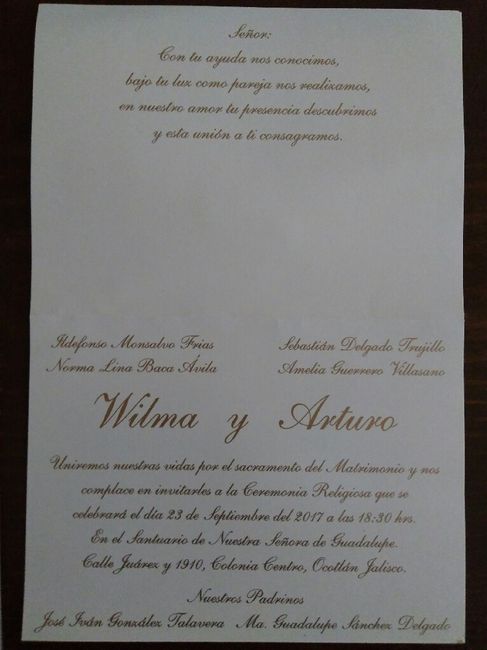 Señor:
Con tu ayuda nos conocimos,
bajo tu luz como pareja nos realizamos,
en nuestro amor tu presencia descubrimos
y esta unión a ti consagramos.
Ildefonso Monsalvo Frias
Norma Lina Baca Ávila
Sebastián Delgado Trujillo
Amelia Guerrero Villasano
Wilma y Arturo
Uniremos nuestras vidas por el sacramento del Matrimonio y nos
complace en invitarles a la Ceremonia Religiosa que se
celebrará el día 23 de Septiembre del 2017 a las 18:30 hrs.
En el Santuario de Nuestra Señora de Guadalupe.
Calle Juárez y 1910, Colonia Centro, Ocotlán Jalisco.
Nuestros Padrinos
José Iván González Talavera Ma. Guadalupe Sánchez Delgado